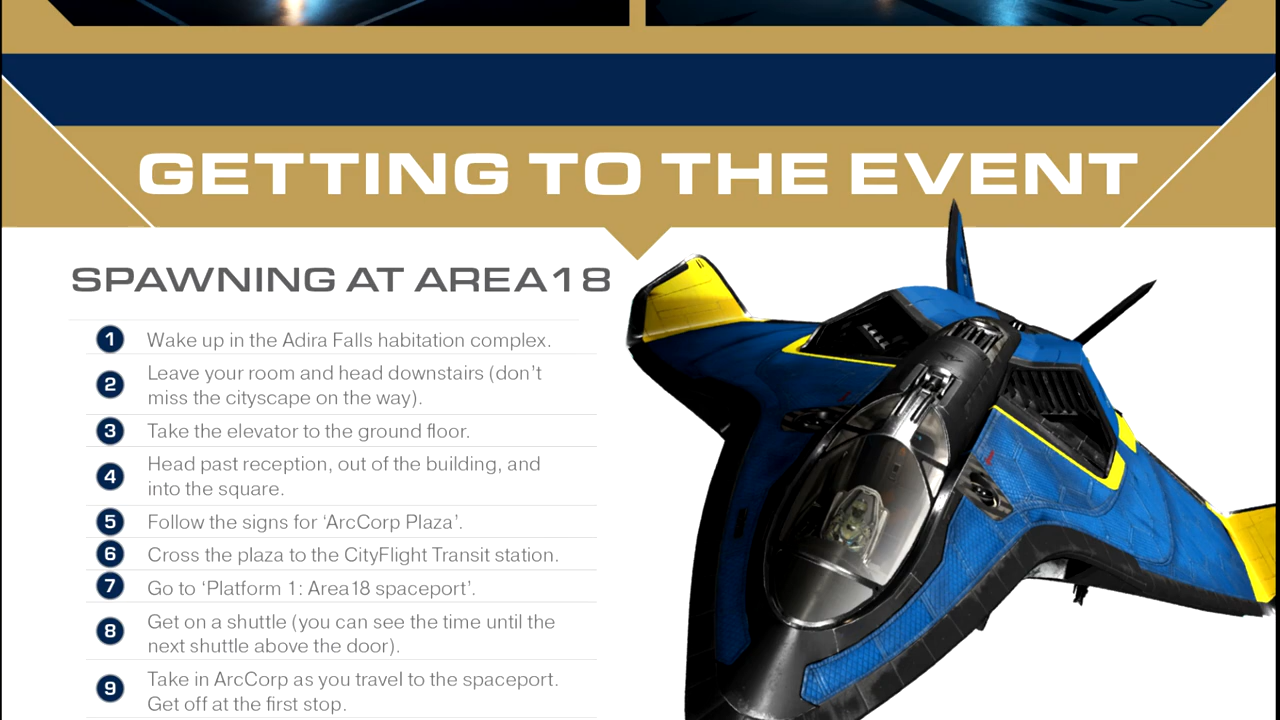 GETTING TO THE EVENT
SPAWNING AT AREA18
1 Wake up in the Adira Falls habitation complex.
2 Leave your room and head downstairs (don’t
miss the cityscape on the way).
3 Take the elevator to the ground floor.
4 Head past reception, out of the building, and
into the square.
5 Follow the signs for ‘ArcCorp Plaza’.
6 Cross the plaza to the CityFlight Transit station.
7 Go to ‘Platform 1: Area18 spaceport’.
8 Get on a shuttle (you can see the time until the
next shuttle above the door).
9 Take in ArcCorp as you travel to the spaceport.
Get off at the first stop.